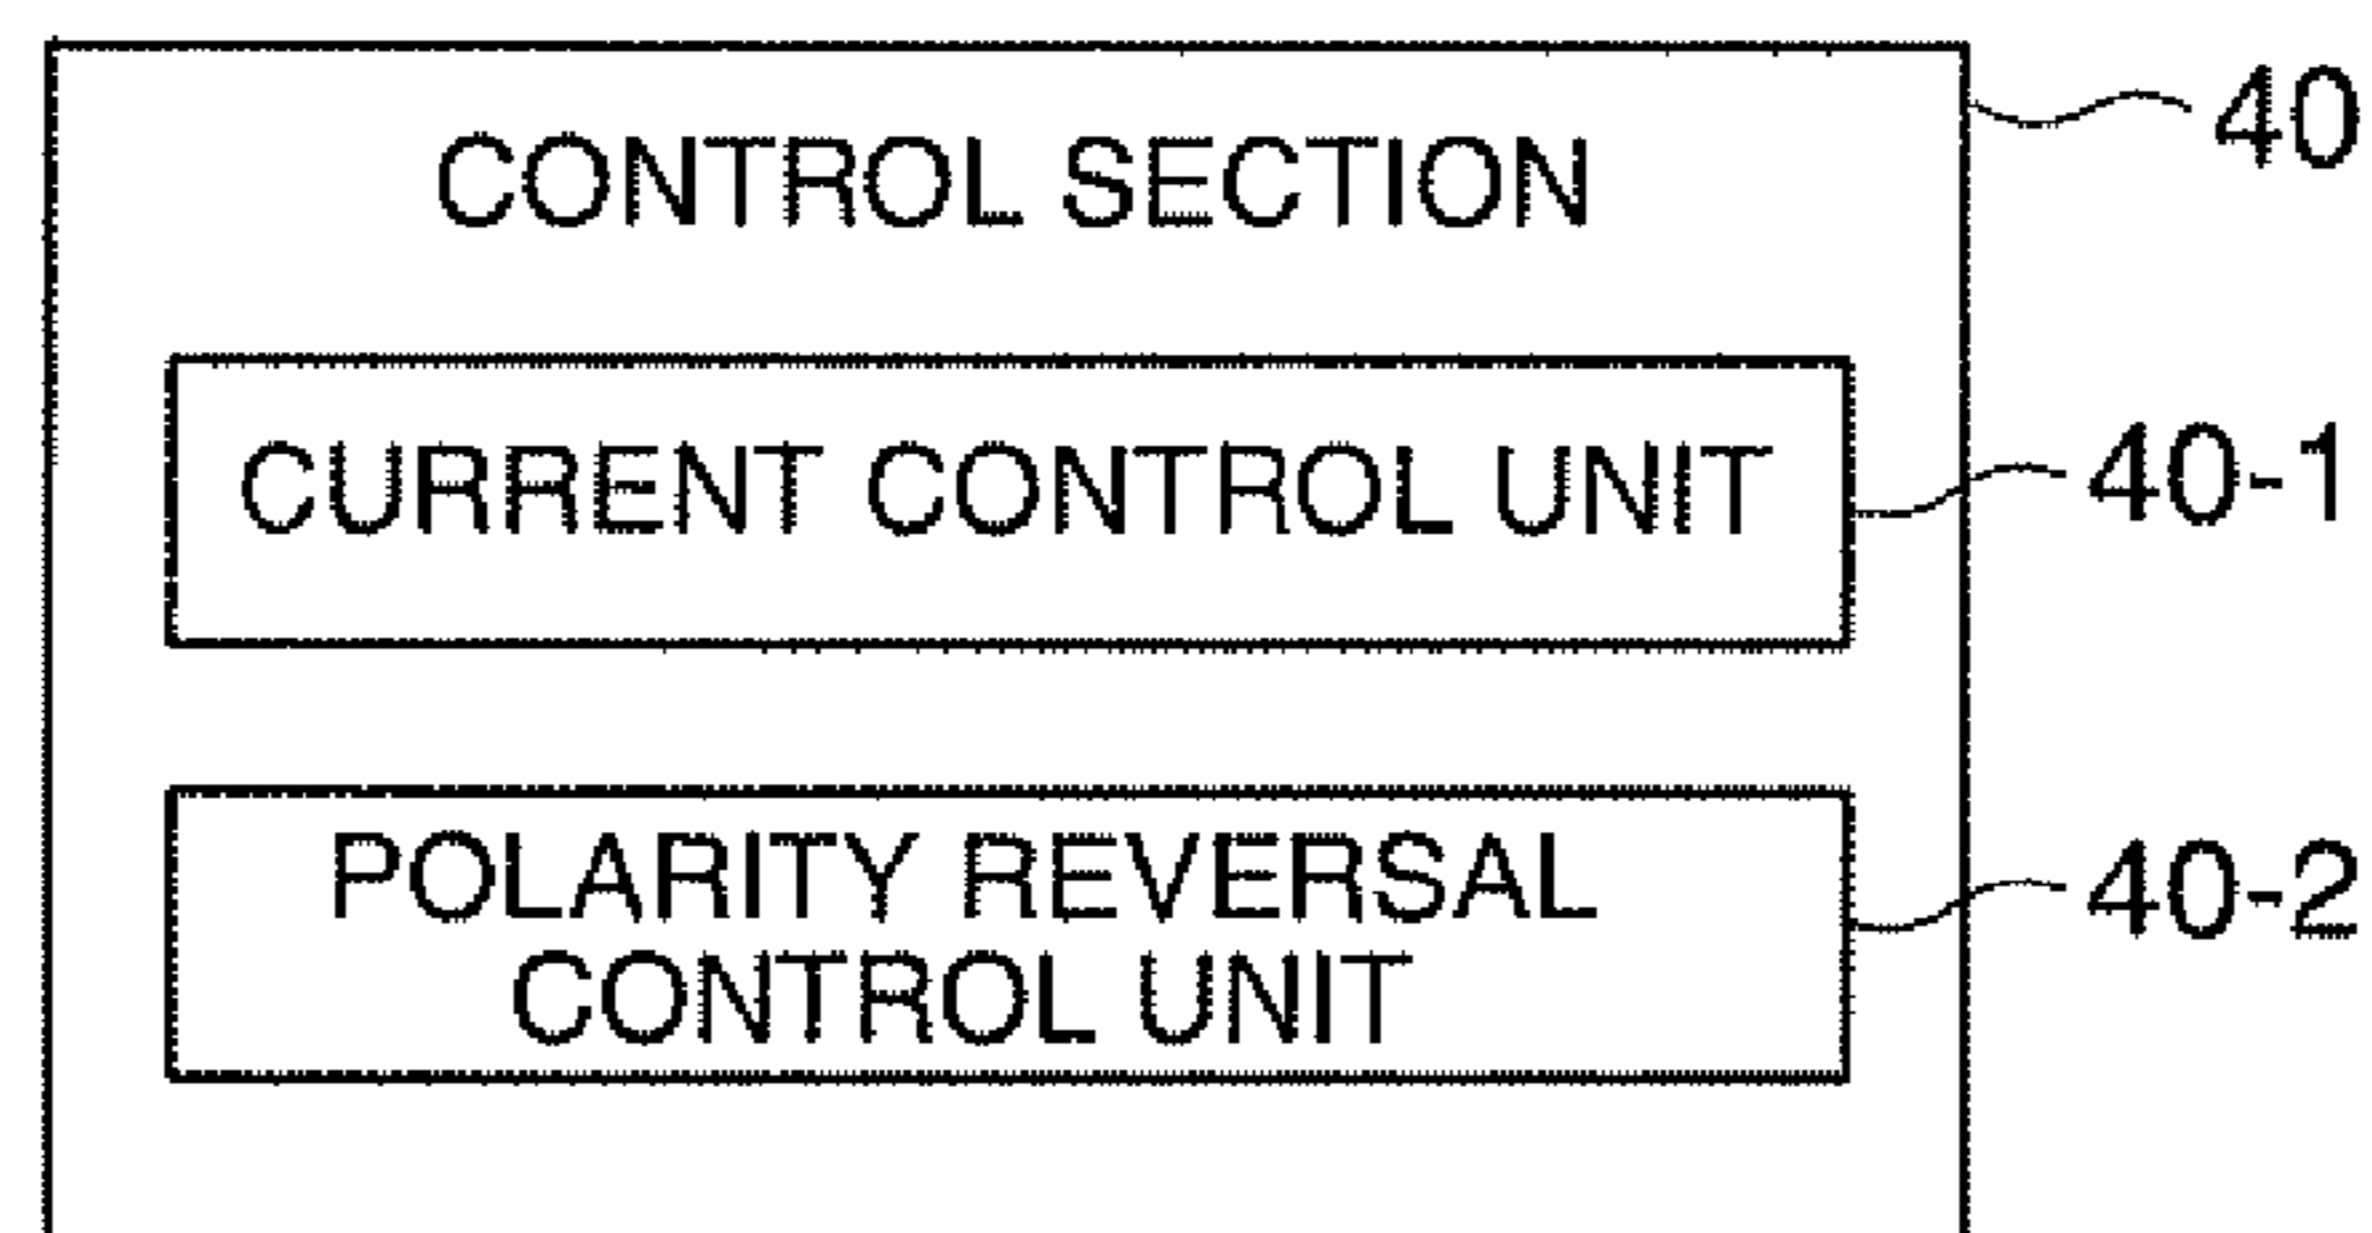 CONTROL SECTION 40
CURRENT CONTROL UNIT 40-1
POLARITY REVERSAL 40-2
CONTROL UNIT